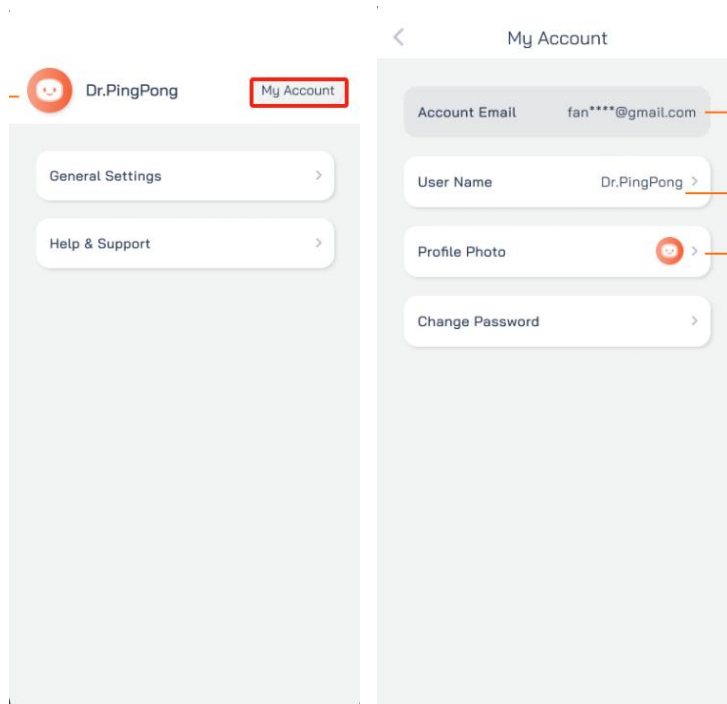 Dr.PingPong
My Account
General Settings
Help & Support
My Account
Account Email
fan****@gmail.com
User Name
Dr.PingPong
Profile Photo
Change Password